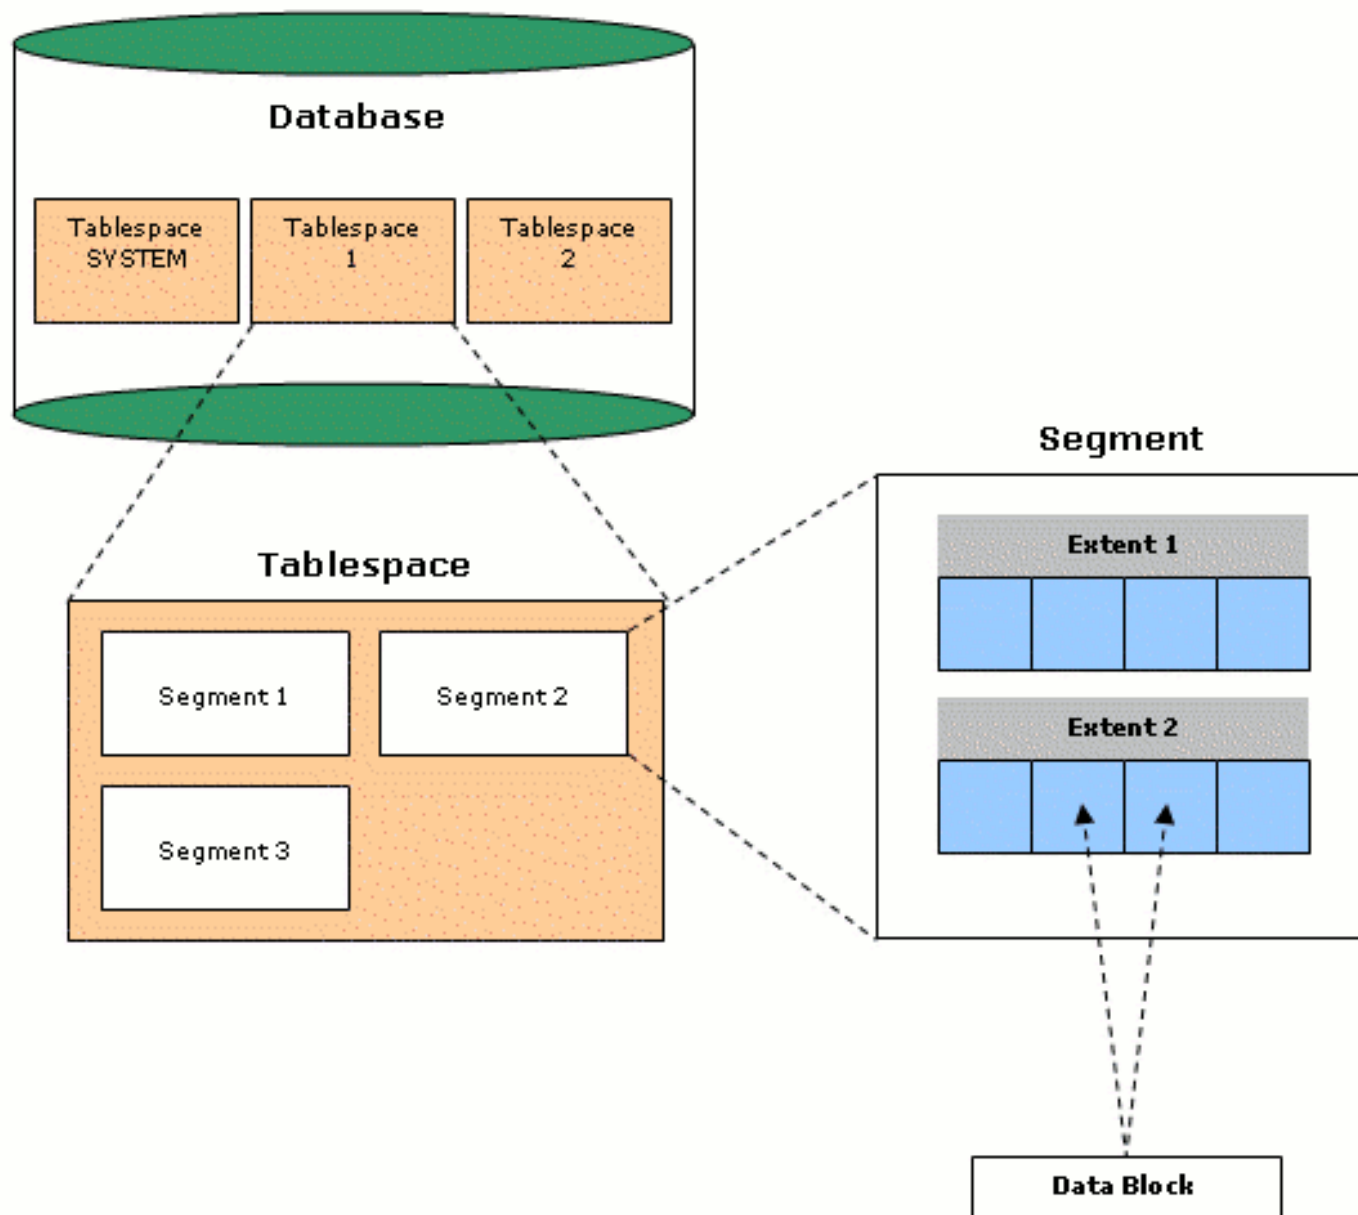 Database
Tablespace
SYSTEM
Tablespace
1
Tablespace
2
Tablespace
Segment 1
Segment 2
Segment 3
Segment
Extent 1
Extent 2
Data Block